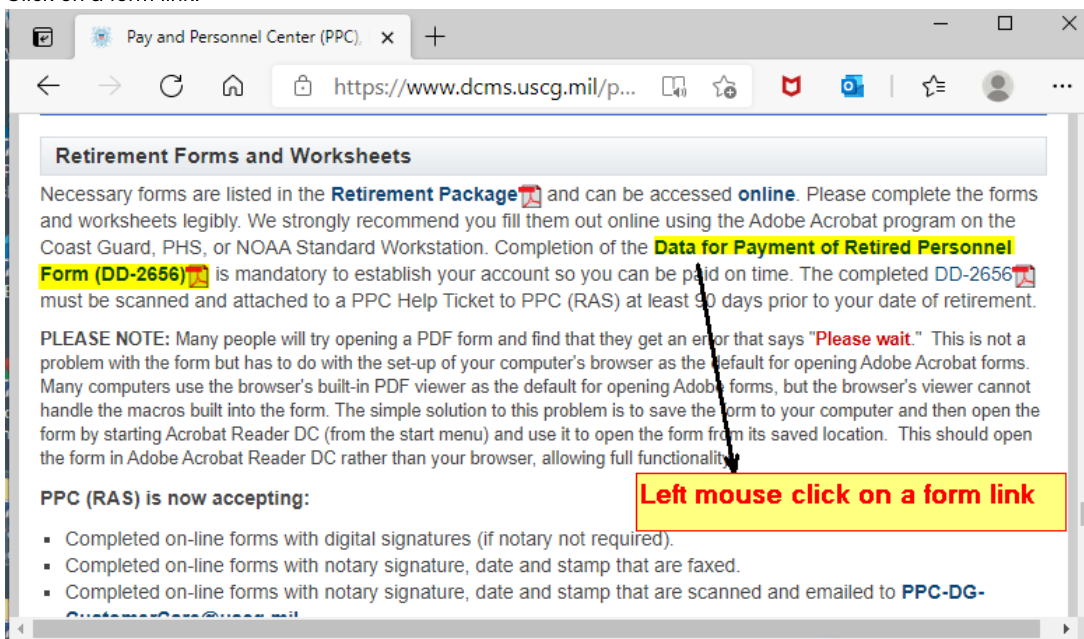 Click on a form link.
Pay and Personnel Center (PPC),
https://www.dcms.uscg.mil/p...
Retirement Forms and Worksheets
Necessary forms are listed in the Retirement Package and can be accessed online. Please complete the forms
and worksheets legibly. We strongly recommend you fill them out online using the Adobe Acrobat program on the
Coast Guard, PHS, or NOAA Standard Workstation. Completion of the Data for Payment of Retired Personnel
Form (DD-2656) is mandatory to establish your account so you can be paid on time. The completed DD-2656
must be scanned and attached to a PPC Help Ticket to PPC (RAS) at least 90 days prior to your date of retirement.
PLEASE NOTE: Many people will try opening a PDF form and find that they get an error that says "Please wait." This is not a
problem with the form but has to do with the set-up of your computer's browser as the default for opening Adobe Acrobat forms.
Many computers use the browser's built-in PDF viewer as the default for opening Adobe forms, but the browser's viewer cannot
handle the macros built into the form. The simple solution to this problem is to save the form to your computer and then open the
form by starting Acrobat Reader DC (from the start menu) and use it to open the form from its saved location. This should open
the form in Adobe Acrobat Reader DC rather than your browser, allowing full functionality.
Left mouse click on a form link
PPC (RAS) is now accepting:
Completed on-line forms with digital signatures (if notary not required).
Completed on-line forms with notary signature, date and stamp that are faxed.
Completed on-line forms with notary signature, date and stamp that are scanned and emailed to PPC-DG-
CustomerCare@uscg.mil